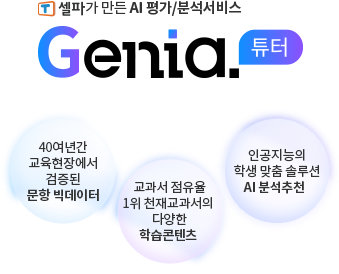 T 셀파가 만든 AI 평가/분석서비스
Genia. 튜터
40여년간
교육현장에서
검증된
문항 빅데이터
교과서 점유율
1위 천재교과서의
다양한
학습콘텐츠
인공지능의
학생 맞춤 솔루션
AI 분석추천